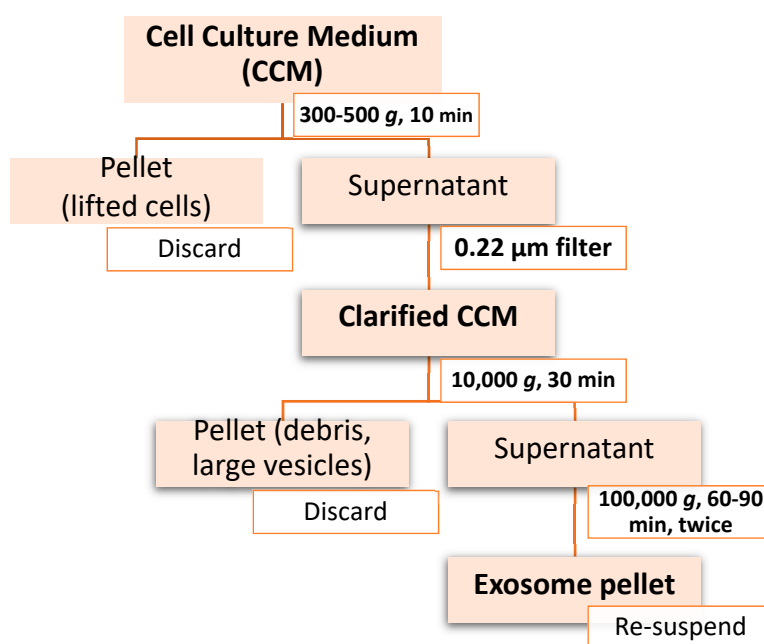 Cell Culture Medium
(CCM)
300-500 g, 10 min
Pellet
(lifted cells)
Supernatant
Discard
0.22 µm filter
Clarified CCM
10,000 g, 30 min
Pellet (debris,
large vesicles)
Supernatant
Discard
100,000 g, 60-90
min, twice
Exosome pellet
Re-suspend